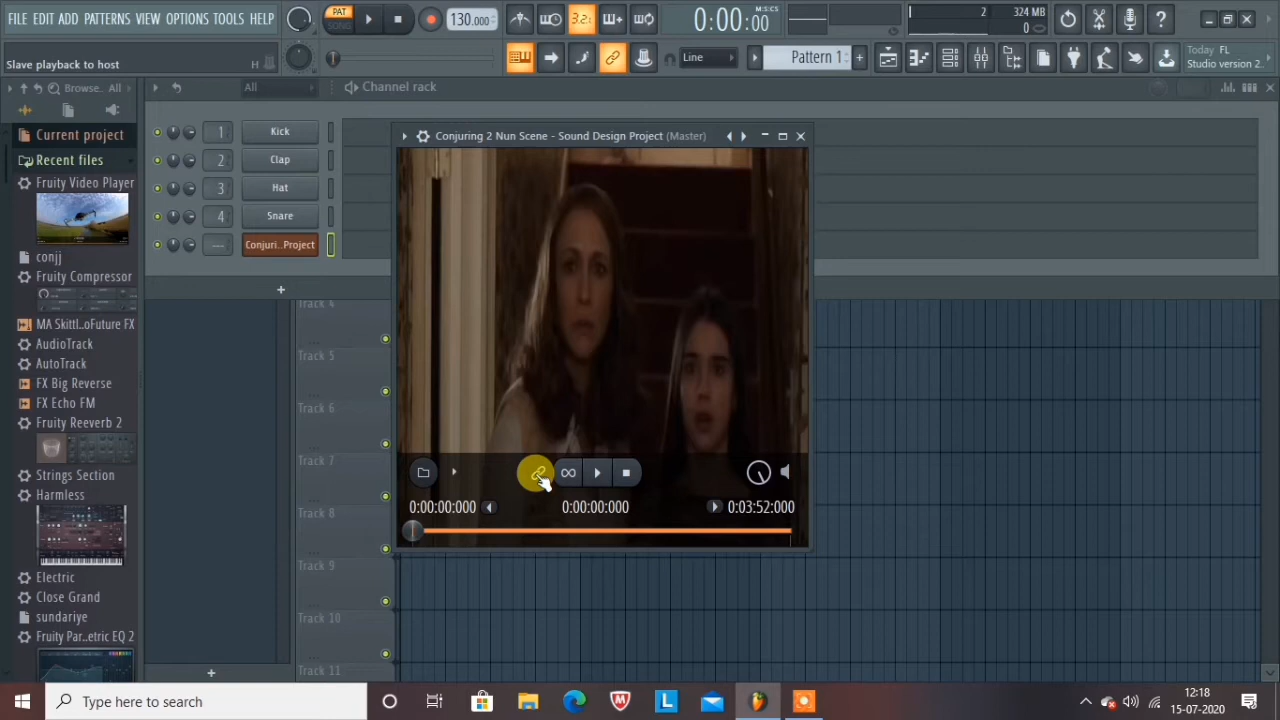 FILE EDIT ADD PATTERNS VIEW OPTIONS TOOLS HELP
PAT
SONG
130.000
3.2
0:00:00
M:S:CS
2
324 MB
0
Slave playback to host
H
Line
Pattern 1
Today FL
Studio version 2.
Browse.. All
All
Channel rack
Current project
Recent files
Fruity Video Player
conjj
Fruity Compressor
MA Skittl..oFuture FX
AudioTrack
AutoTrack
FX Big Reverse
FX Echo FM
Fruity Reeverb 2
Strings Section
Harmless
Electric
Close Grand
sundariye
Fruity Par..etric EQ 2
1 Kick
2 Clap
3 Hat
4 Snare
--- Conjuri..Project
Conjuring 2 Nun Scene - Sound Design Project (Master)
0:00:00:000
0:00:00:000
0:03:52:000
Track 4
Track 5
Track 6
Track 7
Track 8
Track 9
Track 10
Track 11
Type here to search
12:18
15-07-2020